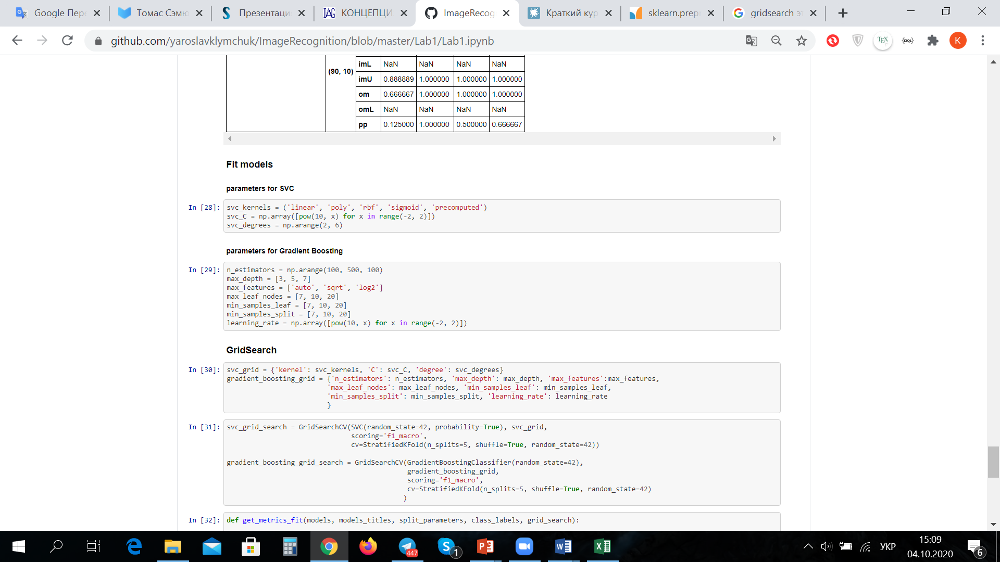 Google Пере
Томас Сэмю
Презентаци
КОНЦЕПЦИ
ImageRecog
Краткий кур
sklearn.prepr
gridsearch эт
github.com/yaroslavklymchuk/ImageRecognition/blob/master/Lab1/Lab1.ipynb
TEX
{CIQL}
K
(90, 10)
imL NaN NaN NaN NaN
imU 0.888889 1.000000 1.000000 1.000000
om 0.666667 1.000000 1.000000 1.000000
omL NaN NaN NaN NaN
pp 0.125000 1.000000 0.500000 0.666667
Fit models
parameters for SVC
In [28]: svc_kernels = ('linear', 'poly', 'rbf', 'sigmoid', 'precomputed')
svc_C = np.array([pow(10, x) for x in range(-2, 2)])
svc_degrees = np.arange(2, 6)
parameters for Gradient Boosting
In [29]: n_estimators = np.arange(100, 500, 100)
max_depth = [3, 5, 7]
max_features = ['auto', 'sqrt', 'log2']
max_leaf_nodes = [7, 10, 20]
min_samples_leaf = [7, 10, 20]
min_samples_split = [7, 10, 20]
learning_rate = np.array([pow(10, x) for x in range(-2, 2)])
GridSearch
In [30]: svc_grid = {'kernel': svc_kernels, 'C': svc_C, 'degree': svc_degrees}
gradient_boosting_grid = {'n_estimators': n_estimators, 'max_depth': max_depth, 'max_features':max_features,
'max_leaf_nodes': max_leaf_nodes, 'min_samples_leaf': min_samples_leaf,
'min_samples_split': min_samples_split, 'learning_rate': learning_rate
}
In [31]: svc_grid_search = GridSearchCV(SVC(random_state=42, probability=True), svc_grid,
scoring='f1_macro',
cv=StratifiedKFold(n_splits=5, shuffle=True, random_state=42))
gradient_boosting_grid_search = GridSearchCV(GradientBoostingClassifier(random_state=42),
gradient_boosting_grid,
scoring='f1_macro',
cv=StratifiedKFold(n_splits=5, shuffle=True, random_state=42)
)
In [32]: def get_metrics_fit(models, models_titles, split_parameters, class_labels, grid_search):
447
1
УКР
15:09
04.10.2020
6